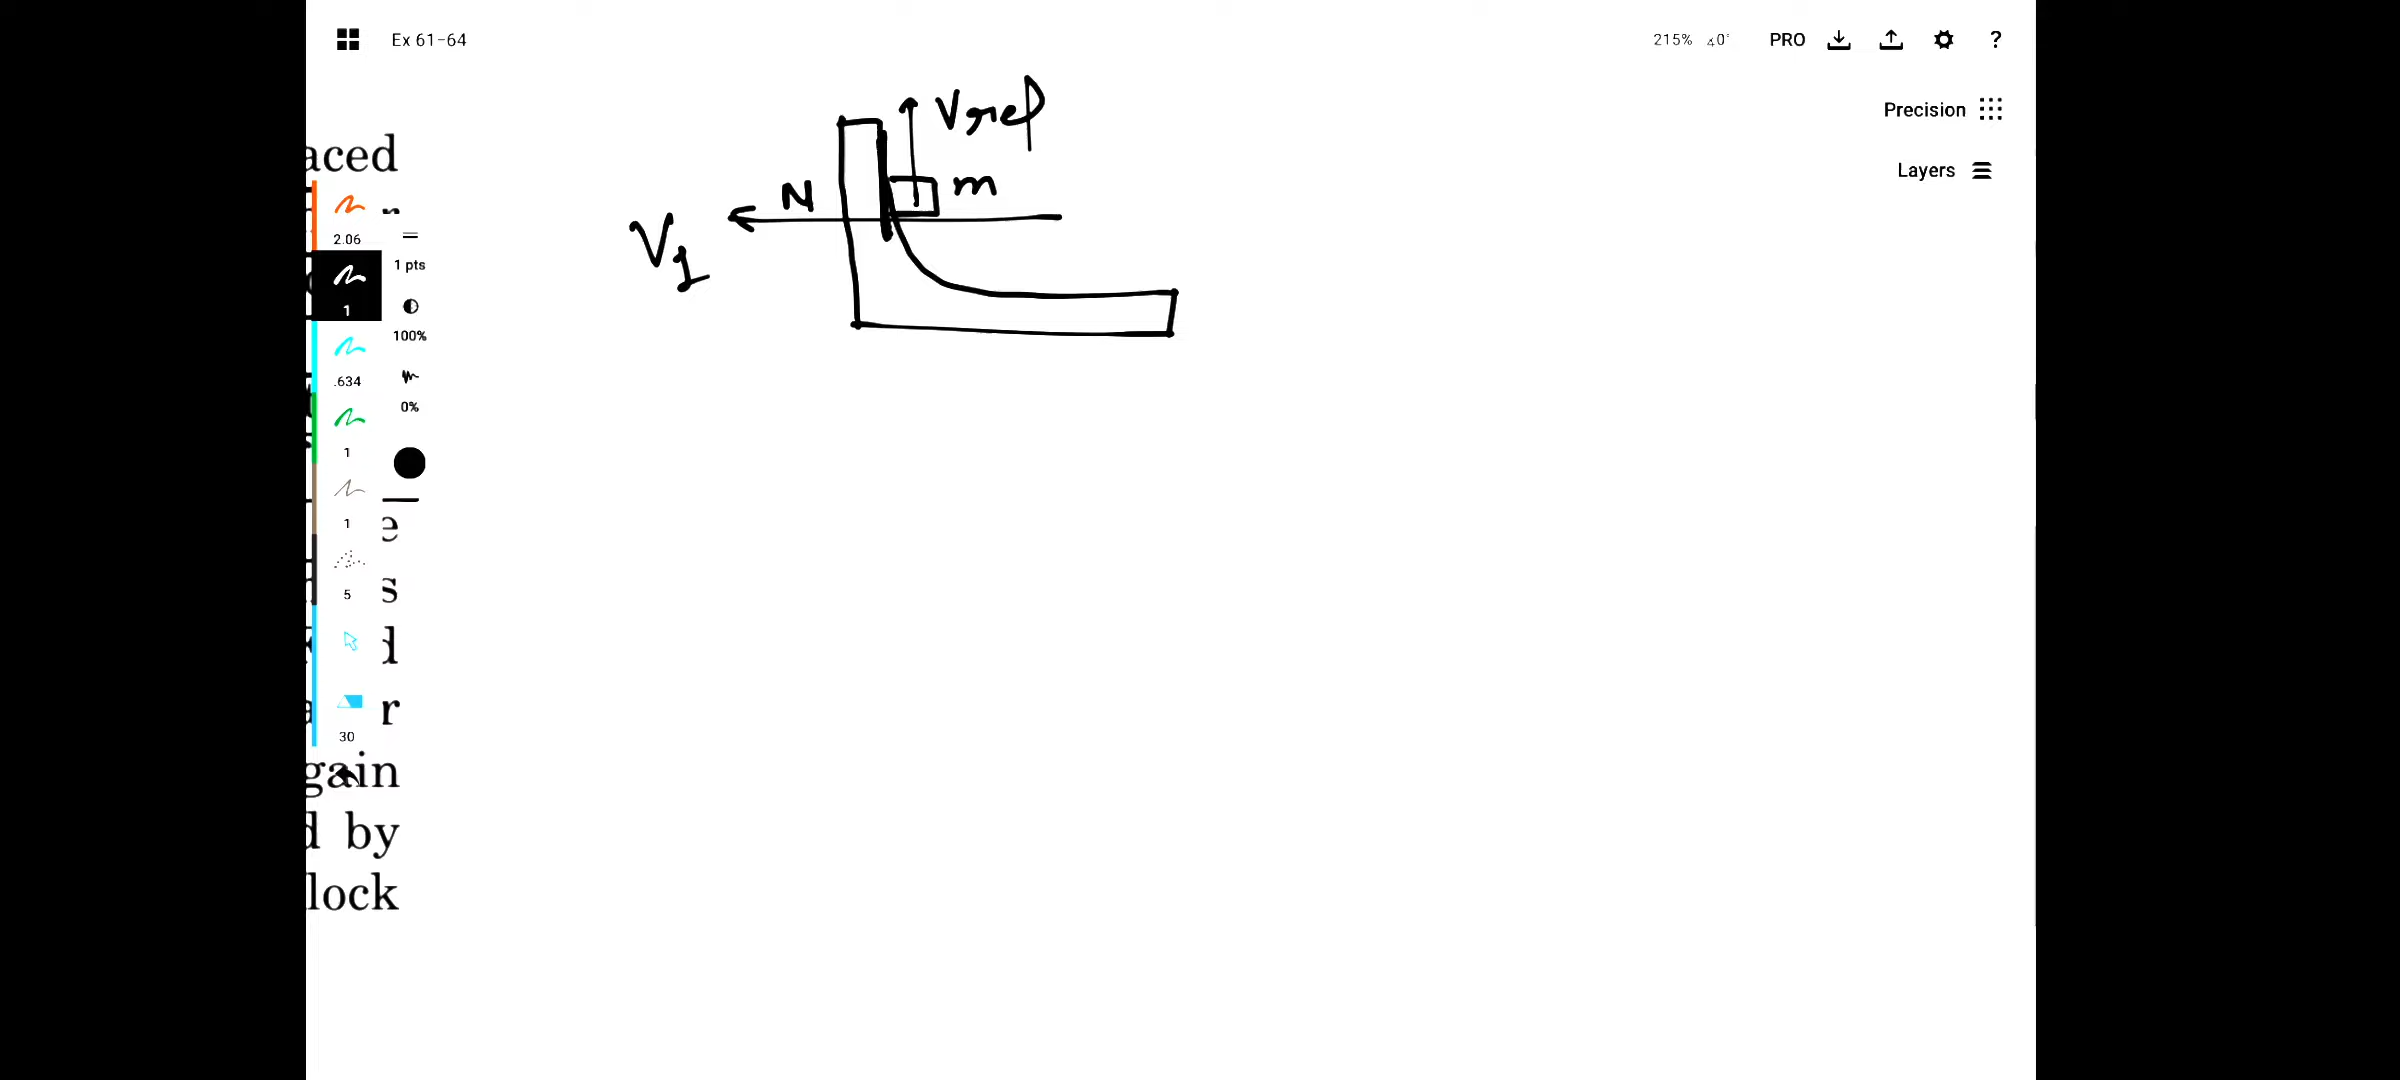 Ex 61-64
215% 40°
PRO
?
Precision
Layers
aced
2.06
1 pts
1
100%
.634
0%
1
1
e
5
s
d
r
30
gain
d by
lock
Vrel
m
N
V1